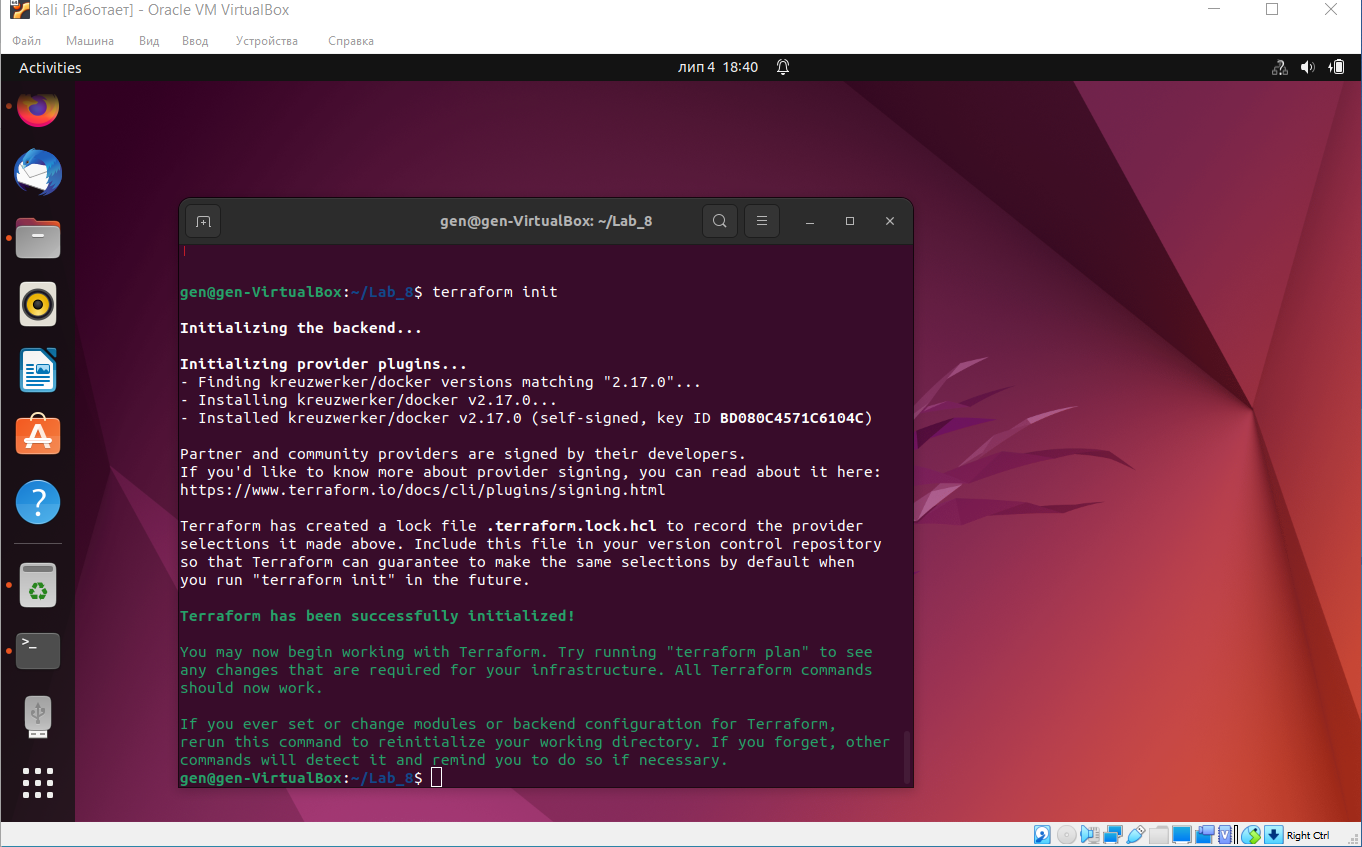 kali [Работает] - Oracle VM VirtualBox
Файл Машина Вид Ввод Устройства Справка
Activities
лип 4 18:40
gen@gen-VirtualBox: ~/Lab_8
gen@gen-VirtualBox:~/Lab_8$ terraform init
Initializing the backend...
Initializing provider plugins...
- Finding kreuzwerker/docker versions matching "2.17.0"...
- Installing kreuzwerker/docker v2.17.0...
- Installed kreuzwerker/docker v2.17.0 (self-signed, key ID BD080C4571C6104C)
Partner and community providers are signed by their developers.
If you'd like to know more about provider signing, you can read about it here:
https://www.terraform.io/docs/cli/plugins/signing.html
Terraform has created a lock file .terraform.lock.hcl to record the provider
selections it made above. Include this file in your version control repository
so that Terraform can guarantee to make the same selections by default when
you run "terraform init" in the future.
Terraform has been successfully initialized!
You may now begin working with Terraform. Try running "terraform plan" to see
any changes that are required for your infrastructure. All Terraform commands
should now work.
If you ever set or change modules or backend configuration for Terraform,
rerun this command to reinitialize your working directory. If you forget, other
commands will detect it and remind you to do so if necessary.
gen@gen-VirtualBox:~/Lab_8$
Right Ctrl